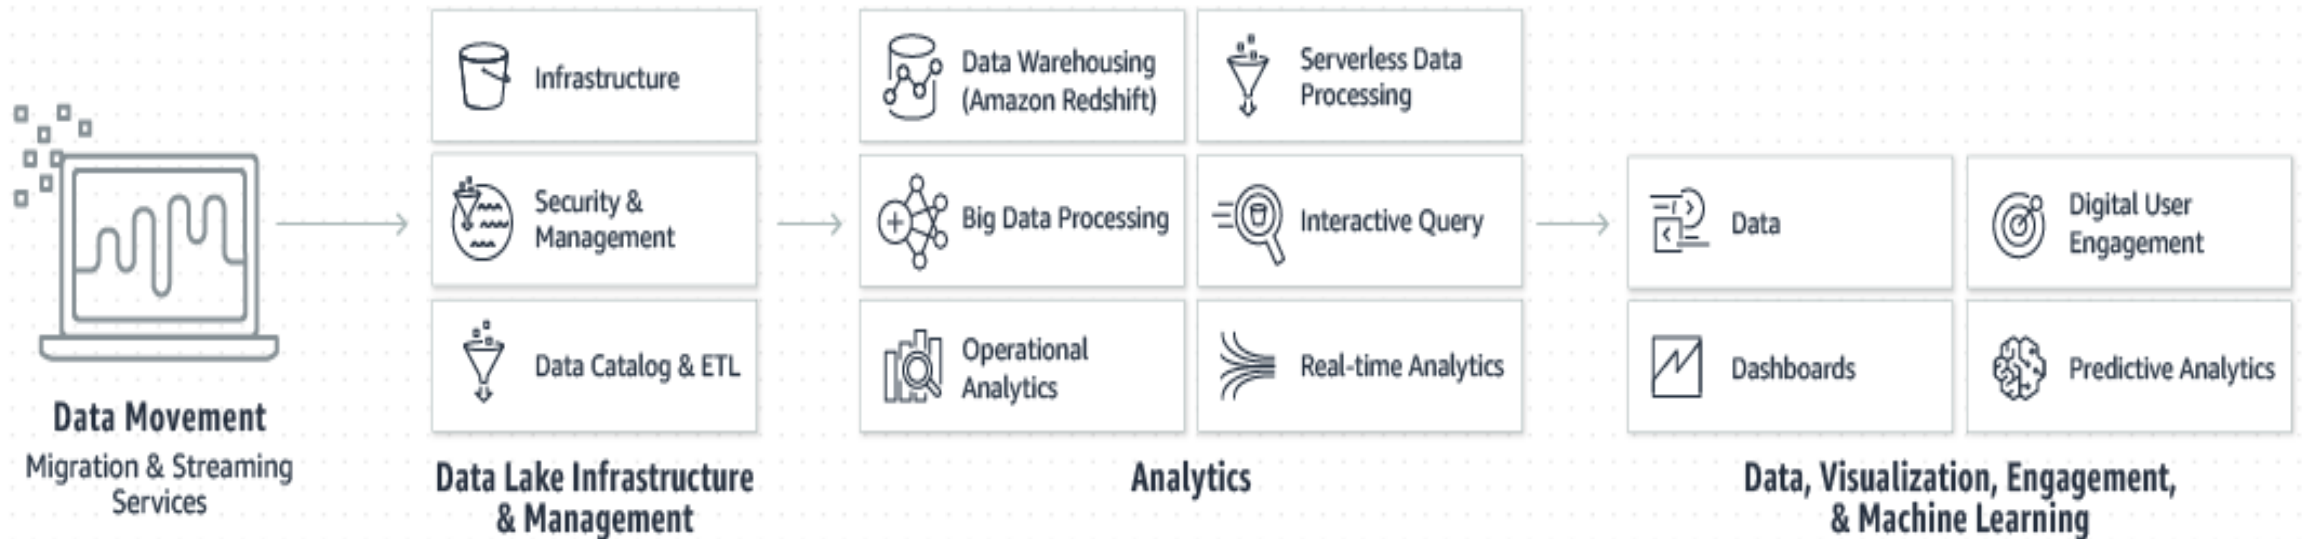 Data Movement
Migration & Streaming
Services
Infrastructure
Security &
Management
Data Catalog & ETL
Data Lake Infrastructure
& Management
Data Warehousing
(Amazon Redshift)
Serverless Data
Processing
Big Data Processing
Interactive Query
Operational
Analytics
Real-time Analytics
Analytics
Data
Digital User
Engagement
Dashboards
Predictive Analytics
Data, Visualization, Engagement,
& Machine Learning